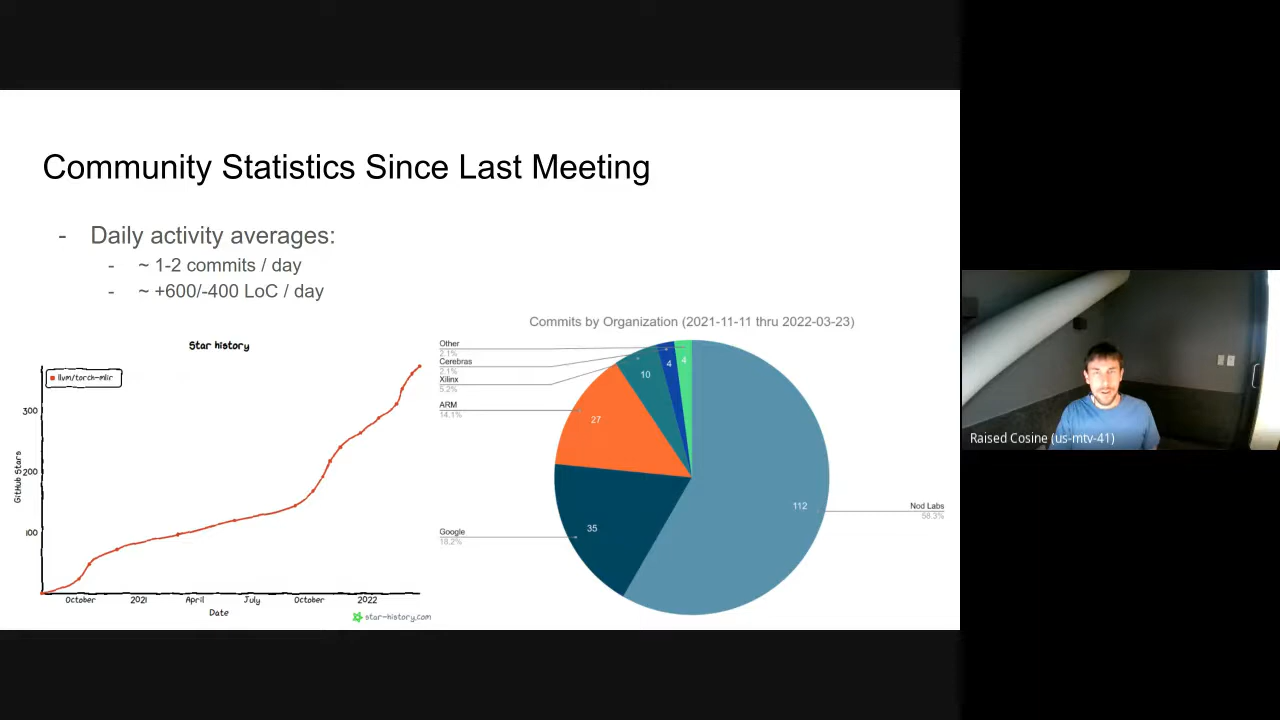 Community Statistics Since Last Meeting
- Daily activity averages:
- ~ 1-2 commits / day
- ~ +600/-400 LoC / day
Star history
llvm/torch-mlir
300
200
100
GitHub Stars
October 2021 April July October 2022
Date
star-history.com
Commits by Organization (2021-11-11 thru 2022-03-23)
Other
2.1%
Cerebras
2.1%
Xilinx
5.2%
ARM
14.1%
Google
18.2%
Nod Labs
58.3%
4
4
10
27
35
112
Raised Cosine (us-mtv-41)